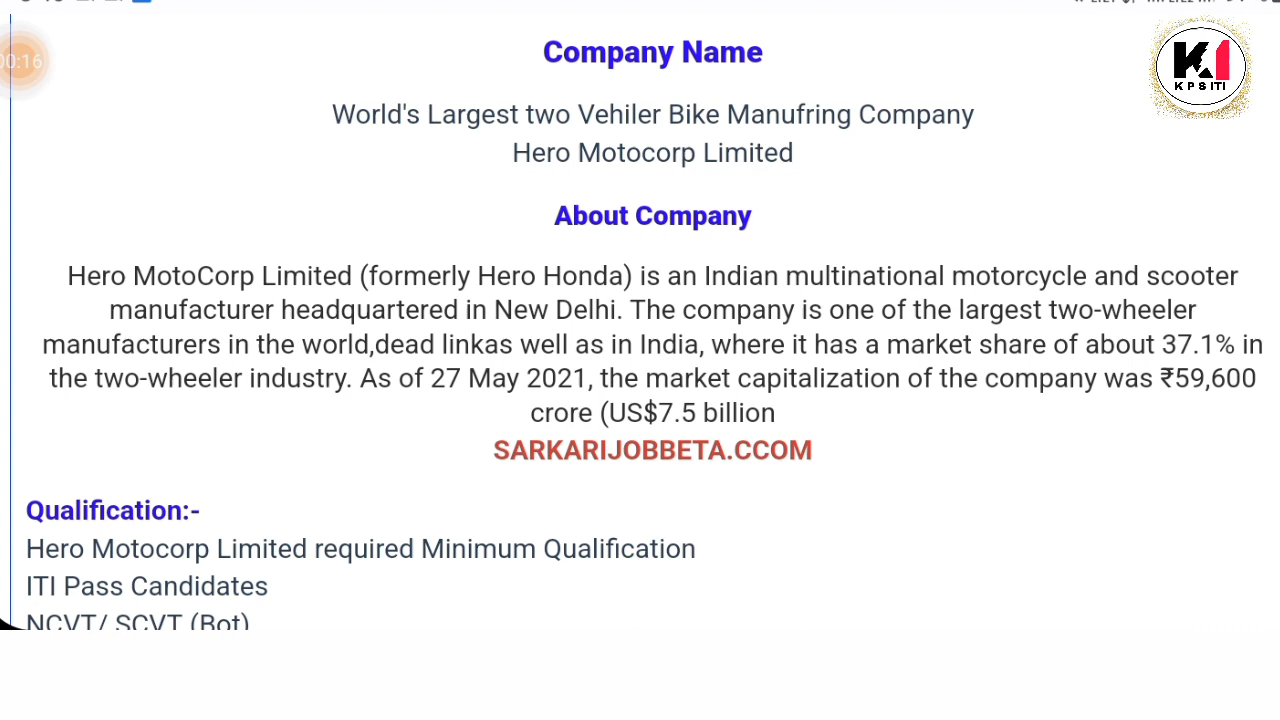 00:16
Company Name
K P S ITI
World's Largest two Vehiler Bike Manufring Company
Hero Motocorp Limited
About Company
Hero MotoCorp Limited (formerly Hero Honda) is an Indian multinational motorcycle and scooter
manufacturer headquartered in New Delhi. The company is one of the largest two-wheeler
manufacturers in the world,dead linkas well as in India, where it has a market share of about 37.1% in
the two-wheeler industry. As of 27 May 2021, the market capitalization of the company was ₹59,600
crore (US$7.5 billion
SARKARIJOBBETA.CCOM
Qualification:-
Hero Motocorp Limited required Minimum Qualification
ITI Pass Candidates
NCVT/ SCVT (Bot)